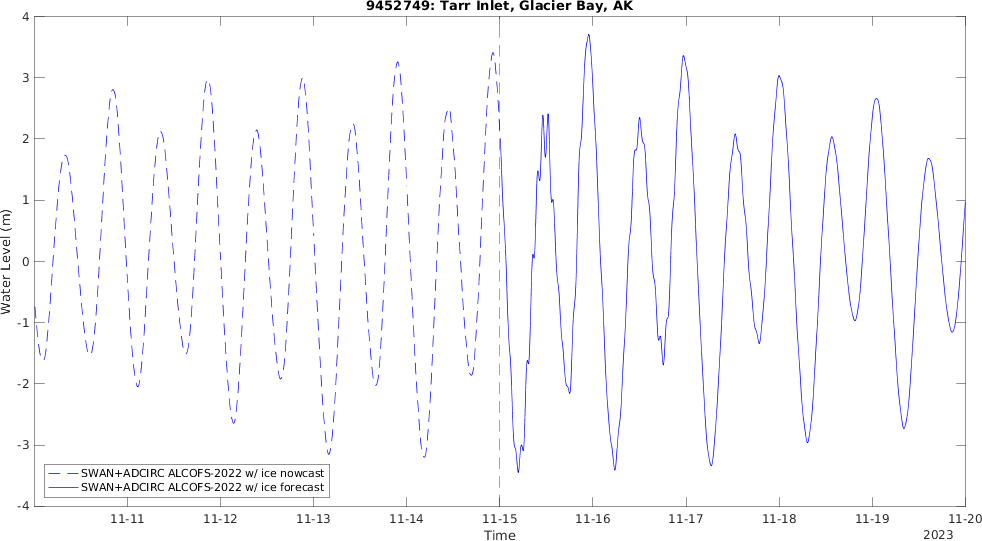 9452749: Tarr Inlet, Glacier Bay, AK
4
3
2
1
0
-1
-2
-3
-4
Water Level (m)
SWAN+ADCIRC ALCOFS-2022 w/ ice nowcast
SWAN+ADCIRC ALCOFS-2022 w/ ice forecast
11-11 11-12 11-13 11-14 11-15 11-16 11-17 11-18 11-19 11-20
Time
2023